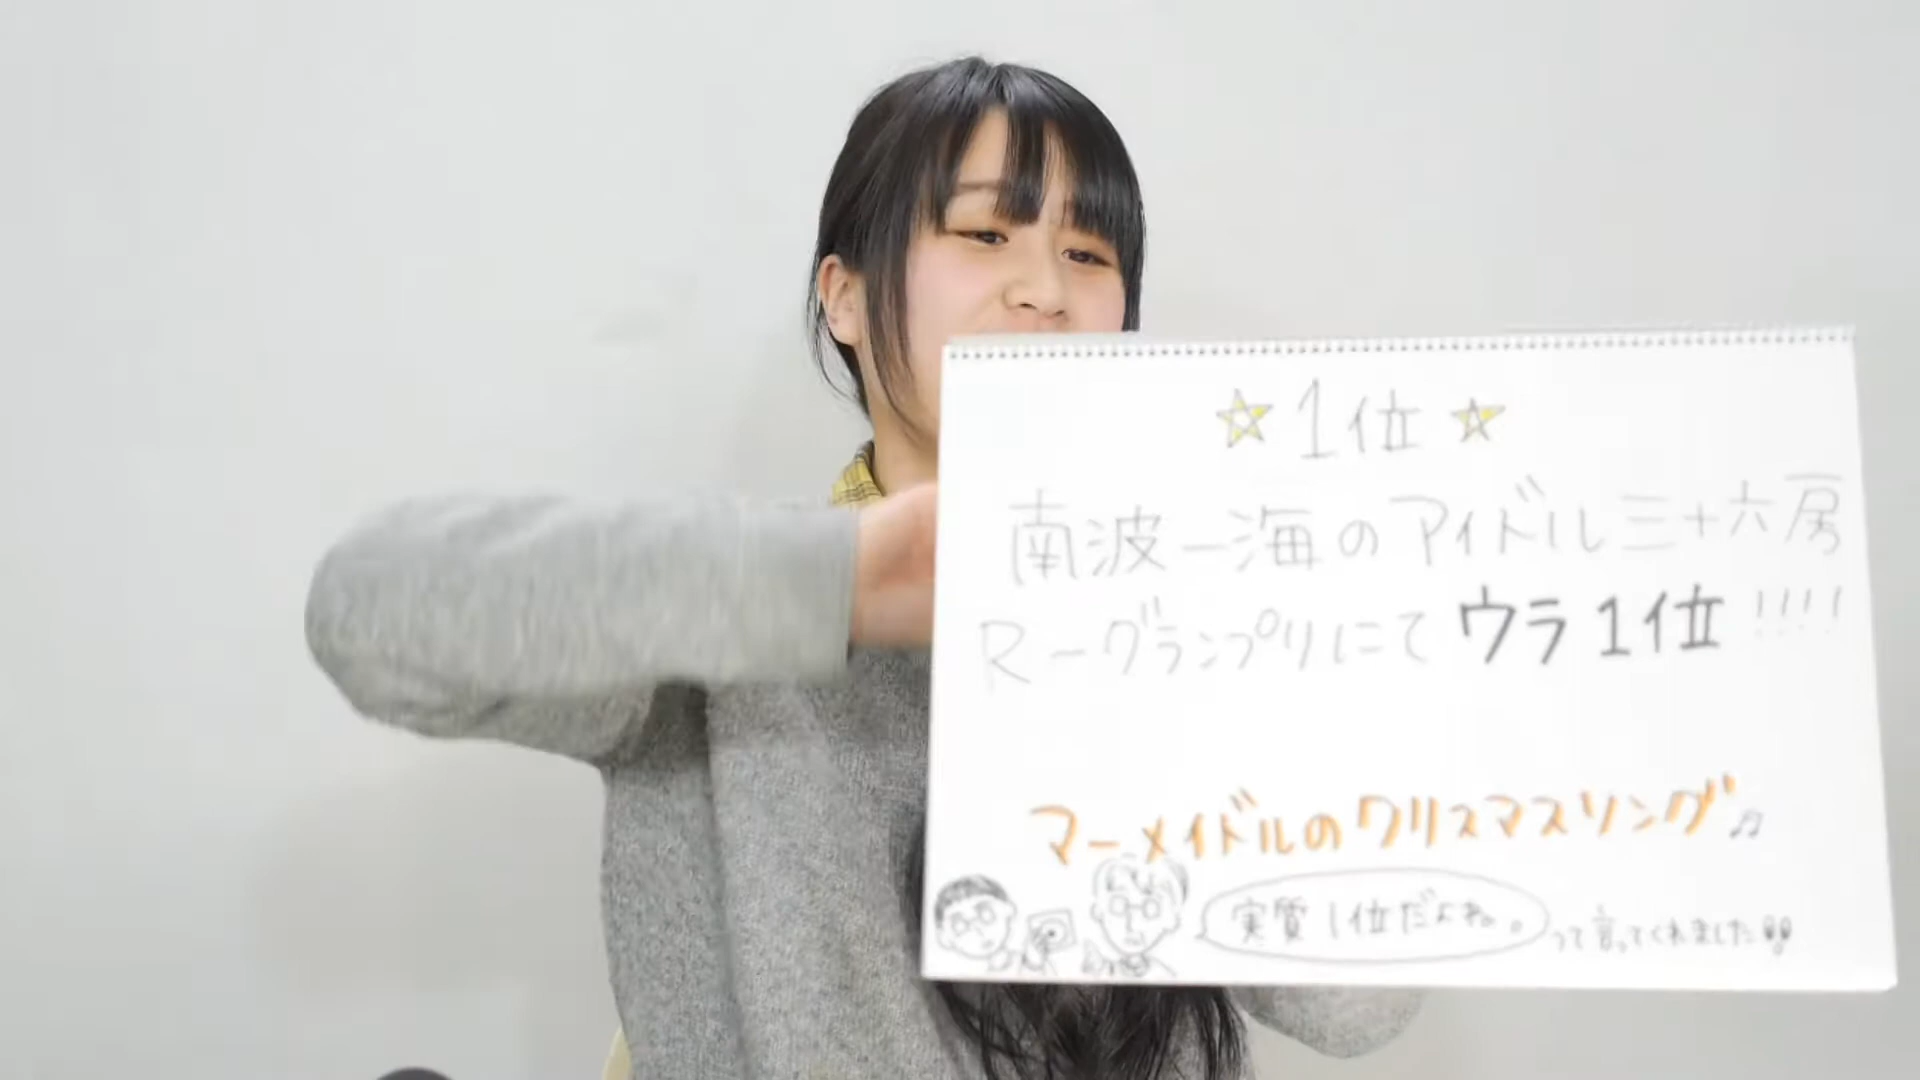 ☆1位☆
南波一海のアイドル三十六房
R-グランプリにて ウラ1位!!!!
マーメイドルのクリスマスソング♫
実質1位だよね。って言ってくれました!!